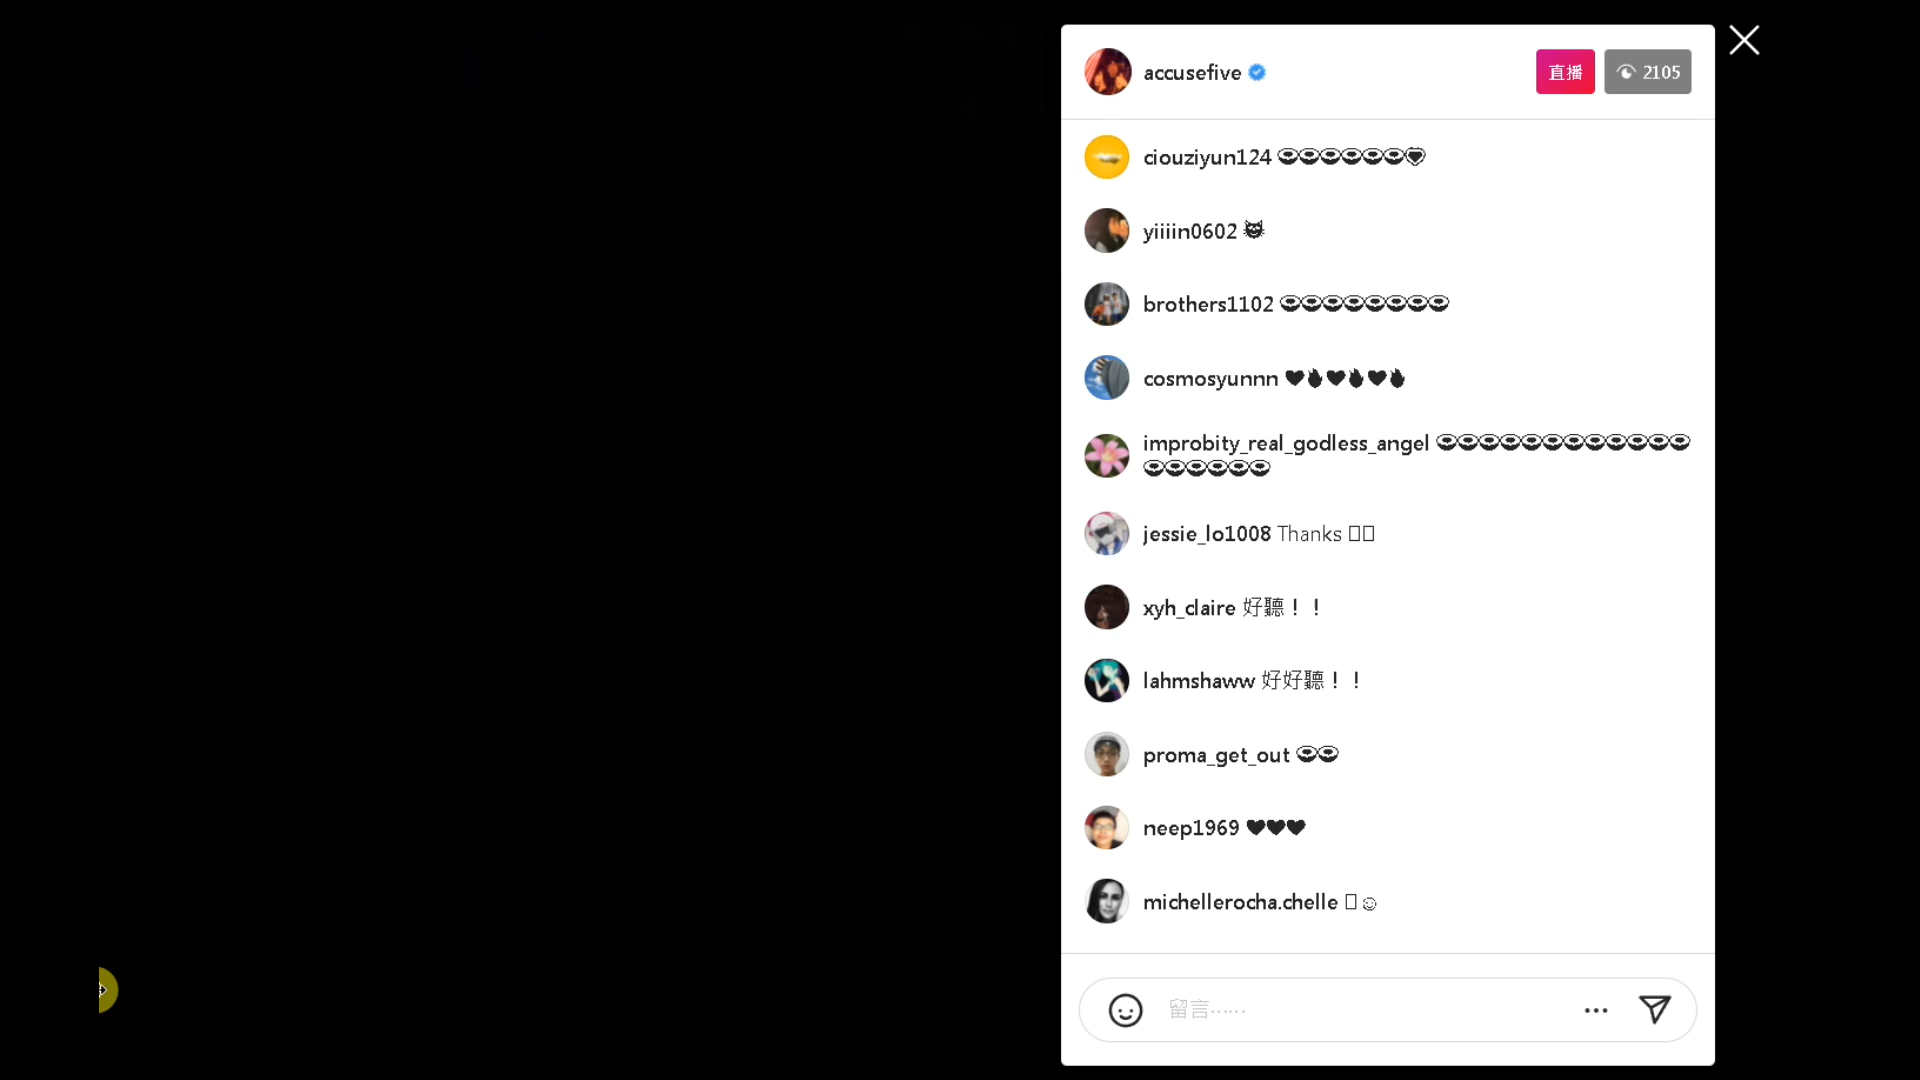 accusefive
直播
2105
ciouziyun124
yiiiin0602
brothers1102
cosmosyunnn ♥🔥♥🔥♥🔥
improbity_real_godless_angel
jessie_lo1008 Thanks
xyh_claire 好聽！！
lahmshaww 好好聽！！
proma_get_out
neep1969 ♥♥♥
michellerocha.chelle ☺
留言......